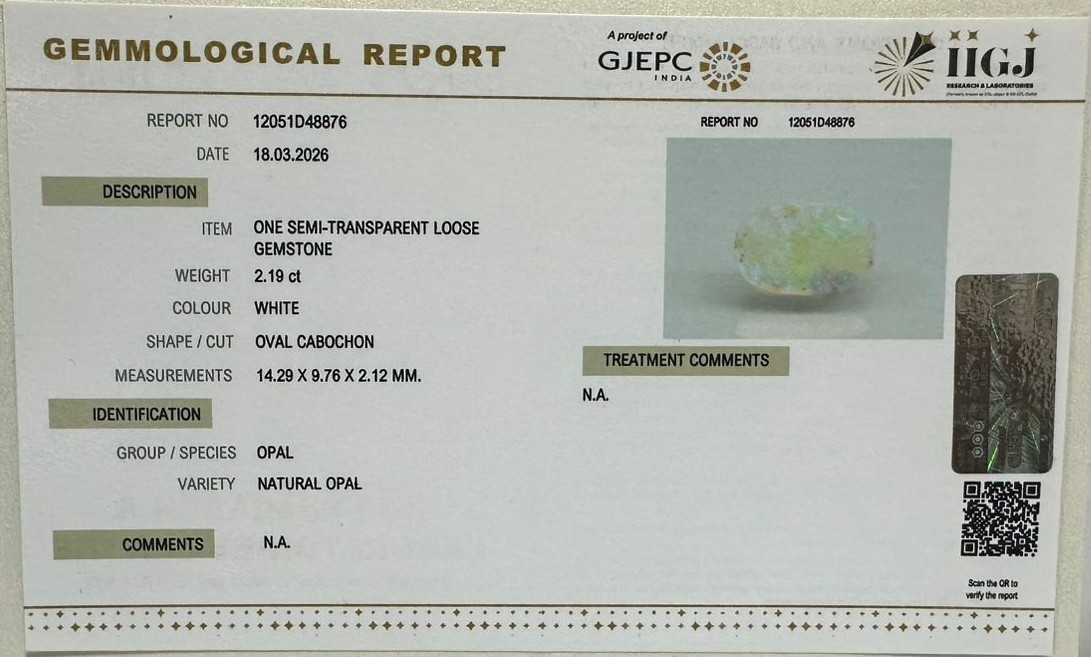 GEMMOLOGICAL REPORT
A project of
GJEPC
INDIA
IIGJ
RESEARCH & LABORATORIES
REPORT NO 12051D48876
DATE 18.03.2026
DESCRIPTION
ITEM ONE SEMI-TRANSPARENT LOOSE
GEMSTONE
WEIGHT 2.19 ct
COLOUR WHITE
SHAPE / CUT OVAL CABOCHON
MEASUREMENTS 14.29 X 9.76 X 2.12 MM.
IDENTIFICATION
GROUP / SPECIES OPAL
VARIETY NATURAL OPAL
COMMENTS N.A.
REPORT NO 12051D48876
TREATMENT COMMENTS
N.A.
Scan the QR to
verify the report